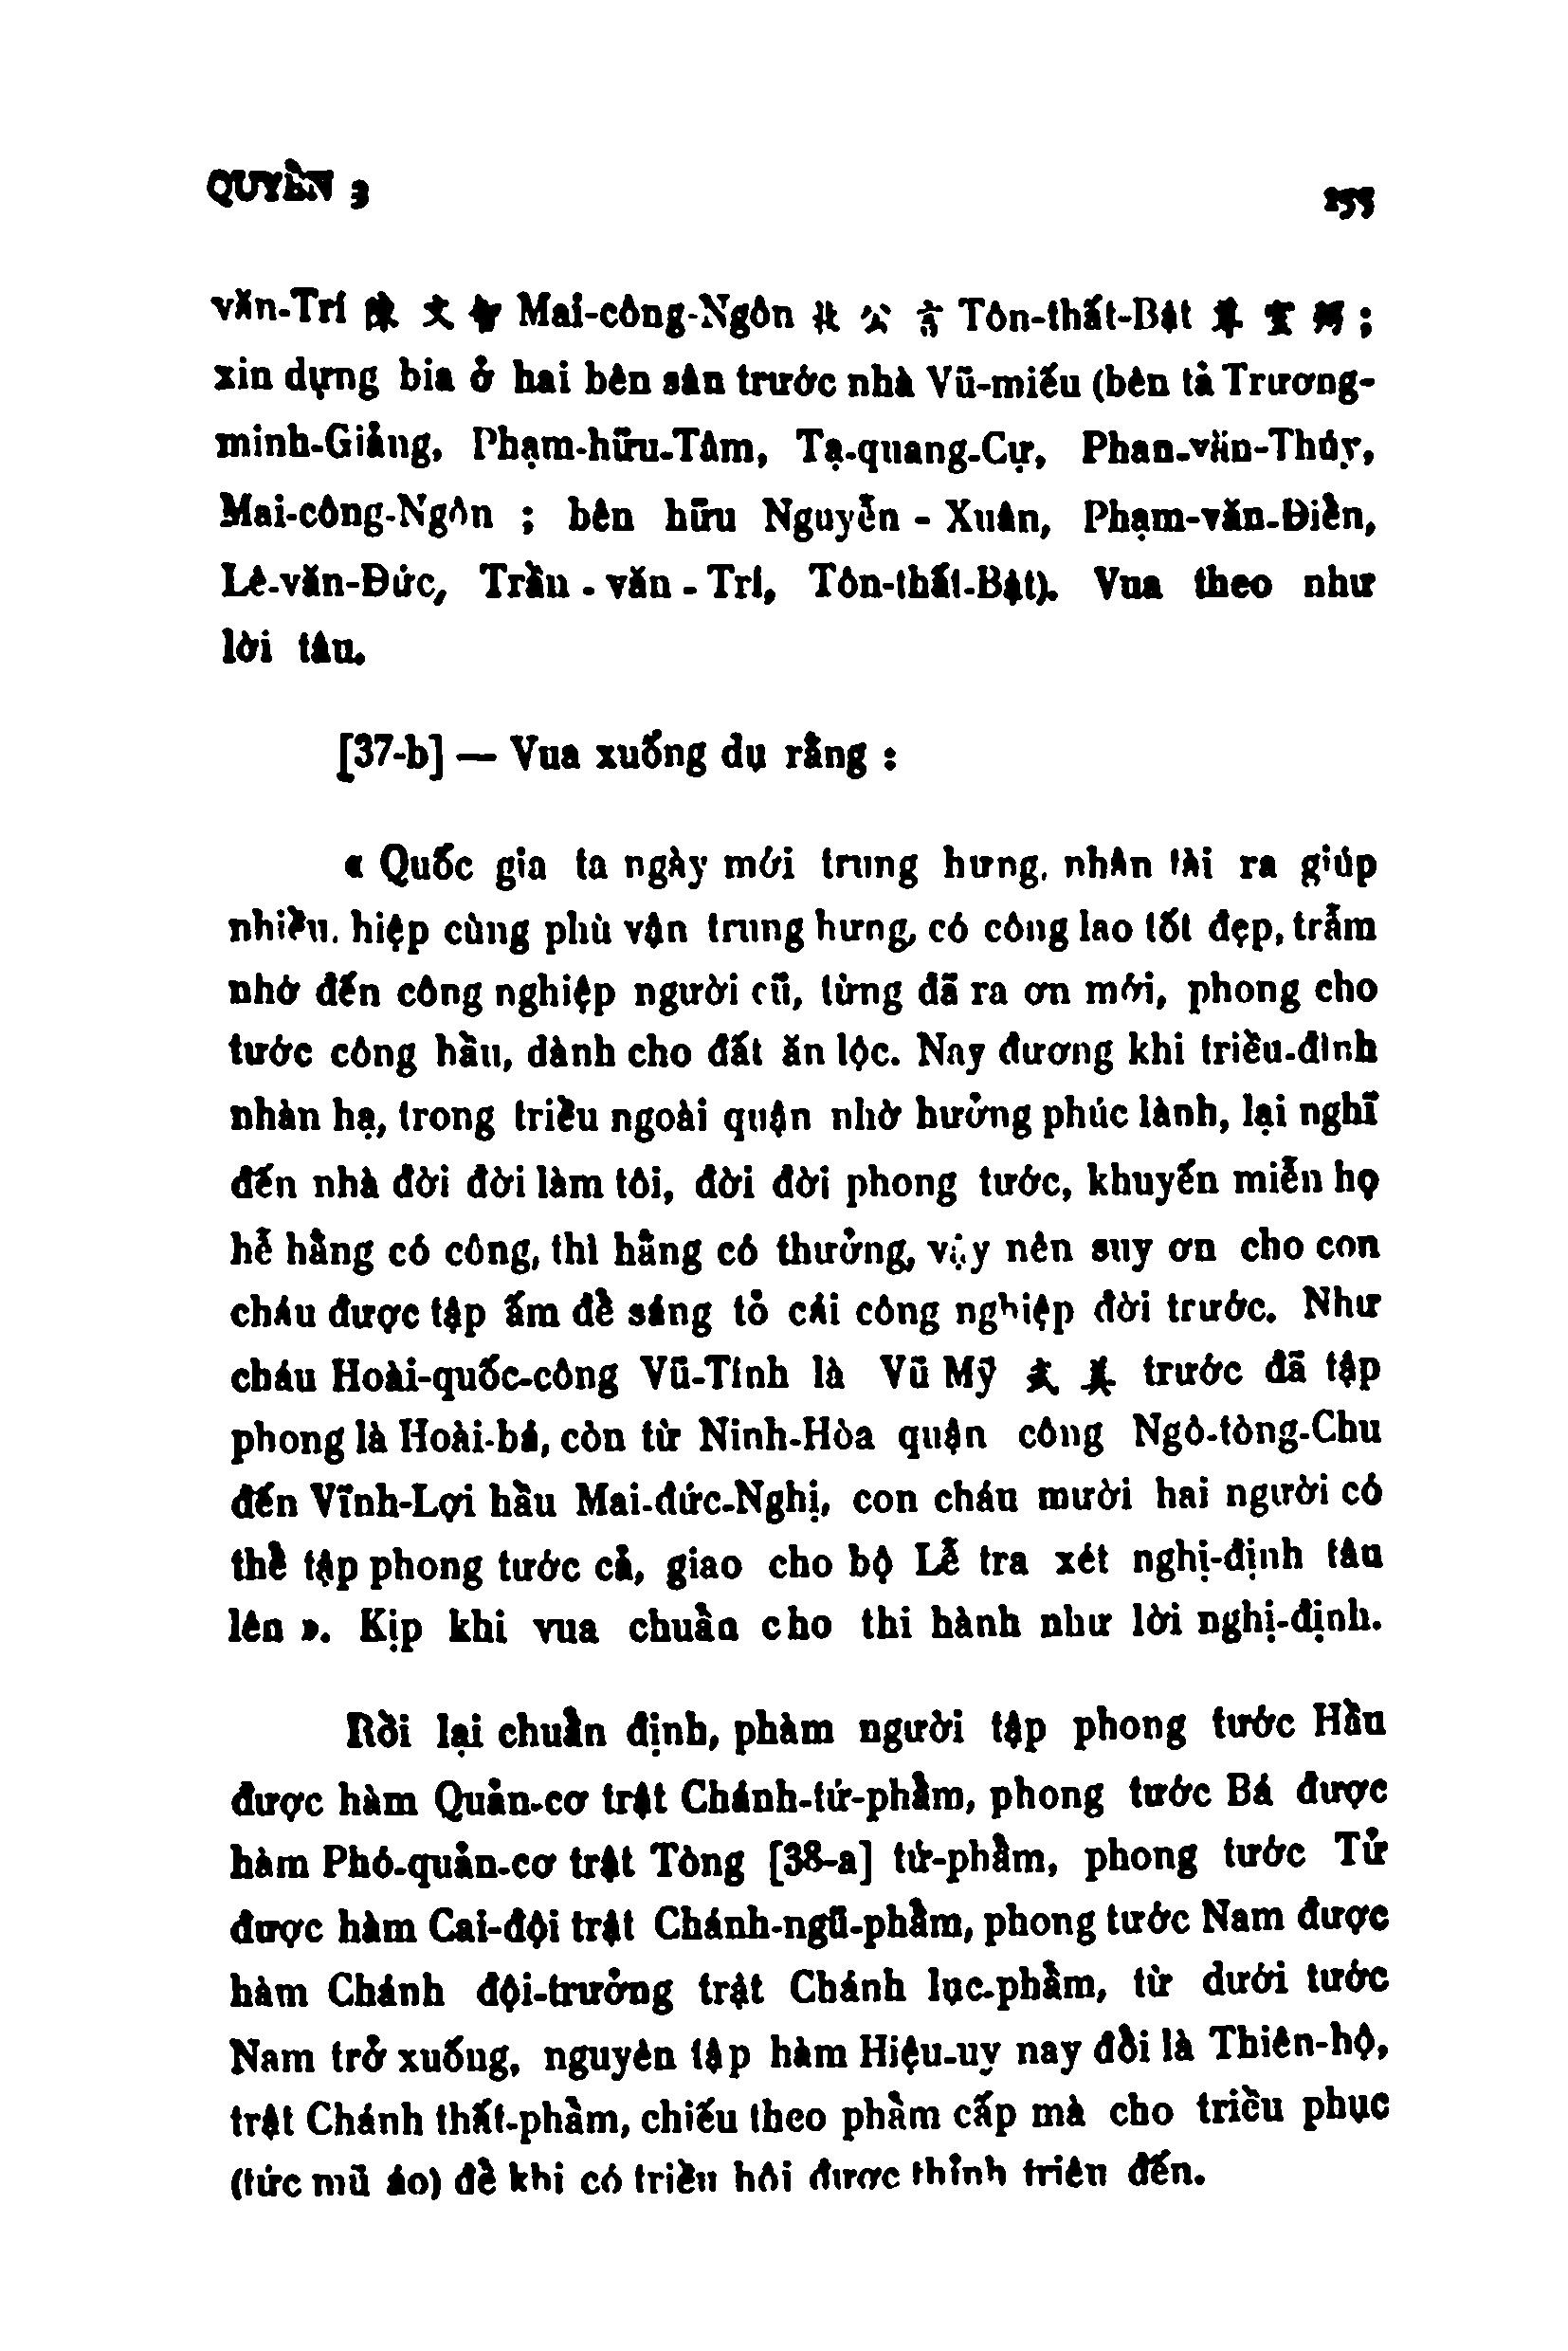 QUYỂN 3
155
văn-Trí 陳 文 智 Mai-công-Ngôn 枚 公 言 Tôn-thất-Bật 尊 室 弼 ;
xin dựng bia ở hai bên sân trước nhà Vũ-miếu (bên tả Trương-
minh-Giảng, Phạm-hữu-Tâm, Tạ-quang-Cự, Phan-văn-Thúy,
Mai-công-Ngôn ; bên hữu Nguyễn - Xuân, Phạm-văn-Điển,
Lê-văn-Đức, Trần - văn - Trí, Tôn-thất-Bật). Vua theo như
lời tâu.
[37-b] — Vua xuống dụ rằng :
« Quốc gia ta ngày mới trung hưng, nhân tài ra giúp
nhiều, hiệp cùng phù vận trung hưng, có công lao tốt đẹp, trẫm
nhớ đến công nghiệp người cũ, từng đã ra ơn mới, phong cho
tước công hầu, dành cho đất ăn lộc. Nay đương khi triều-đình
nhàn hạ, trong triều ngoài quận nhờ hưởng phúc lành, lại nghĩ
đến nhà đời đời làm tôi, đời đời phong tước, khuyến miễn họ
hễ hằng có công, thì hằng có thưởng, vậy nên suy ơn cho con
cháu được tập ấm để sáng tỏ cái công nghiệp đời trước. Như
cháu Hoài-quốc-công Vũ-Tính là Vũ Mỹ 武 美 trước đã tập
phong là Hoài-bá, còn từ Ninh-Hòa quận công Ngô-tòng-Chu
đến Vĩnh-Lợi hầu Mai-đức-Nghị, con cháu mười hai người có
thể tập phong tước cả, giao cho bộ Lễ tra xét nghị-định tâu
lên ». Kịp khi vua chuẩn cho thi hành như lời nghị-định.
Rồi lại chuẩn định, phàm người tập phong tước Hầu
được hàm Quản-cơ trật Chánh-tứ-phẩm, phong tước Bá được
hàm Phó-quản-cơ trật Tòng [38-a] tứ-phẩm, phong tước Tử
được hàm Cai-đội trật Chánh-ngũ-phẩm, phong tước Nam được
hàm Chánh đội-trưởng trật Chánh lục-phẩm, từ dưới tước
Nam trở xuống, nguyên tập hàm Hiệu-uy nay đổi là Thiên-hộ,
trật Chánh thất-phẩm, chiếu theo phẩm cấp mà cho triều phục
(tức mũ áo) để khi có triều hội được thỉnh triện đến.